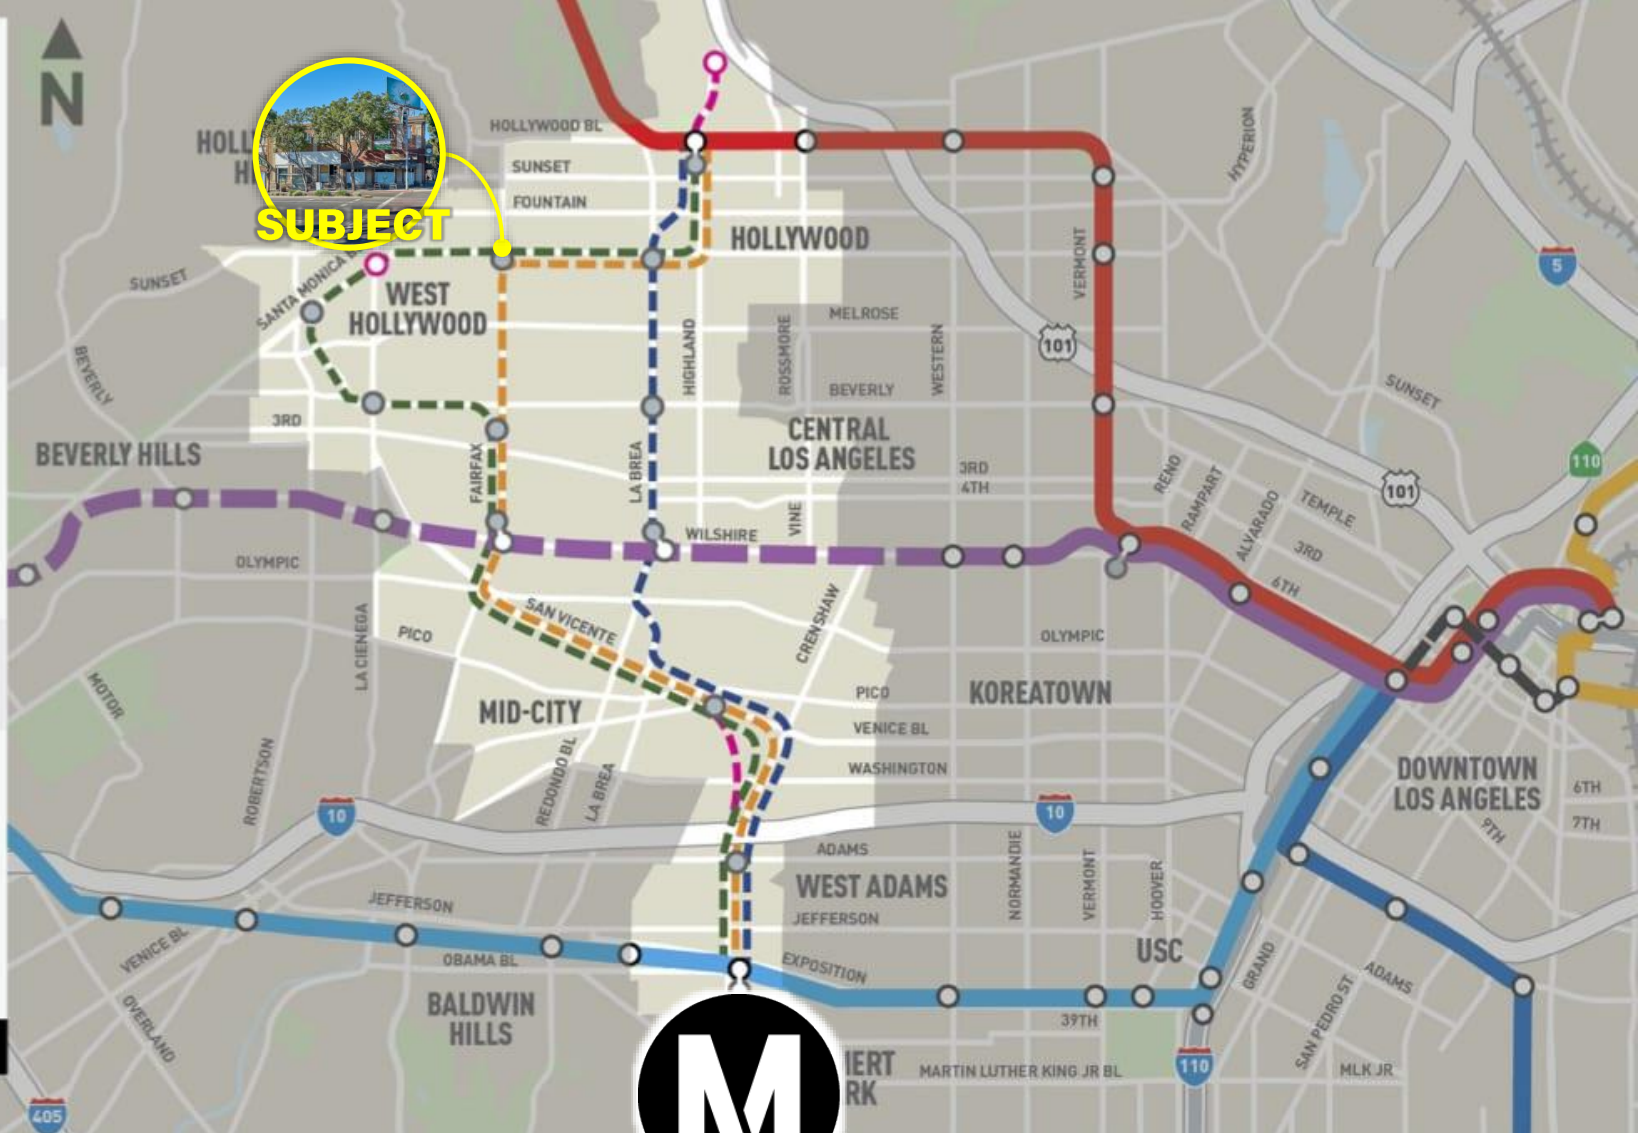 N
HOLLYWOOD BL
SUNSET
FOUNTAIN
SUBJECT
HOLLYWOOD
SUNSET
SANTA MONICA
WEST
HOLLYWOOD
MELROSE
BEVERLY
HIGHLAND
ROSSMORE
WESTERN
VERMONT
HYPERION
5
101
BEVERLY
SUNSET
3RD
CENTRAL
LOS ANGELES
BEVERLY HILLS
FAIRFAX
LA BREA
3RD
4TH
RENO
RAMPART
ALVARADO
TEMPLE
101
110
VINE
WILSHIRE
3RD
6TH
OLYMPIC
SAN VICENTE
CRENSHAW
PICO
LA CIENEGA
OLYMPIC
MOTOR
MID-CITY
PICO
KOREATOWN
VENICE BL
WASHINGTON
ROBERTSON
REDONDO BL
LA BREA
DOWNTOWN
LOS ANGELES
6TH
7TH
9TH
10
10
ADAMS
WEST ADAMS
JEFFERSON
NORMANDIE
VERMONT
HOOVER
JEFFERSON
VENICE BL
OBAMA BL
EXPOSITION
USC
GRAND
ADAMS
SAN PEDRO ST
OVERLAND
BALDWIN
HILLS
39TH
MARTIN LUTHER KING JR BL
110
MLK JR
405
M